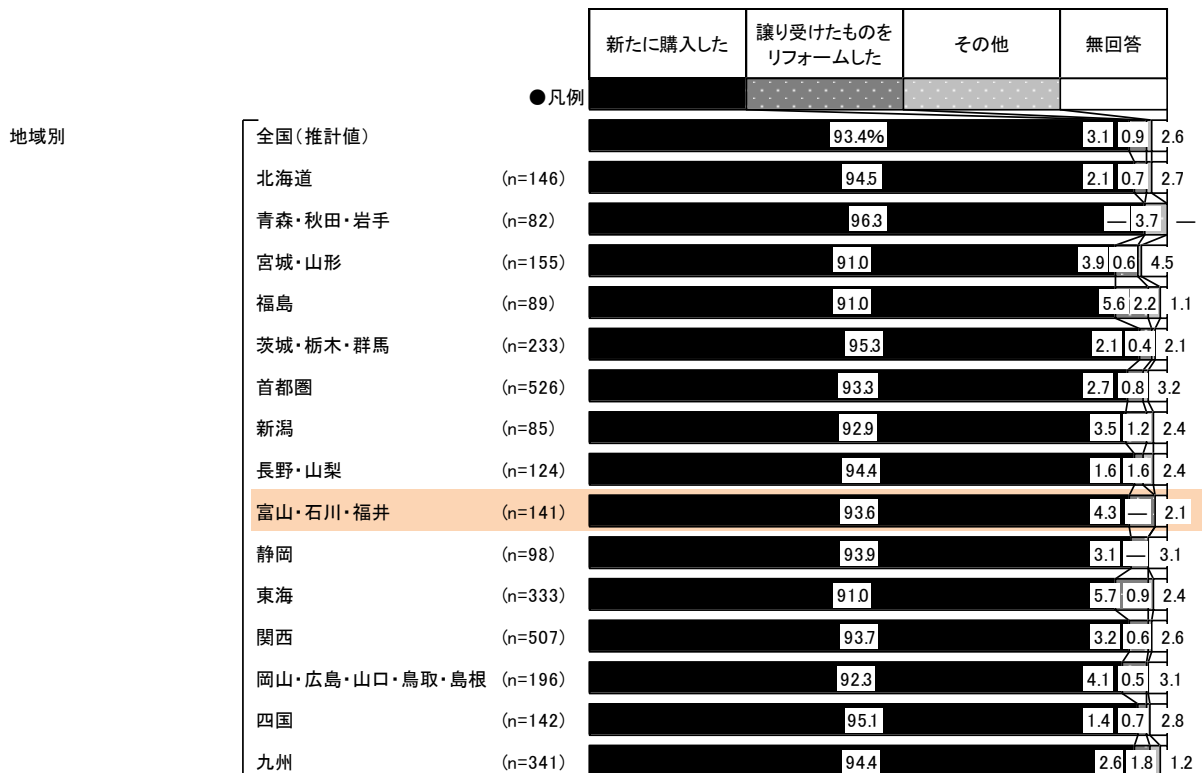 新たに購入した 譲り受けたものを その他 無回答
リフォームした
●凡例
地域別 全国(推計値) 93.4% 3.1 0.9 2.6
北海道 (n=146) 94.5 2.1 0.7 2.7
青森・秋田・岩手 (n=82) 96.3 — 3.7 —
宮城・山形 (n=155) 91.0 3.9 0.6 4.5
福島 (n=89) 91.0 5.6 2.2 1.1
茨城・栃木・群馬 (n=233) 95.3 2.1 0.4 2.1
首都圏 (n=526) 93.3 2.7 0.8 3.2
新潟 (n=85) 92.9 3.5 1.2 2.4
長野・山梨 (n=124) 94.4 1.6 1.6 2.4
富山・石川・福井 (n=141) 93.6 4.3 — 2.1
静岡 (n=98) 93.9 3.1 — 3.1
東海 (n=333) 91.0 5.7 0.9 2.4
関西 (n=507) 93.7 3.2 0.6 2.6
岡山・広島・山口・鳥取・島根 (n=196) 92.3 4.1 0.5 3.1
四国 (n=142) 95.1 1.4 0.7 2.8
九州 (n=341) 94.4 2.6 1.8 1.2